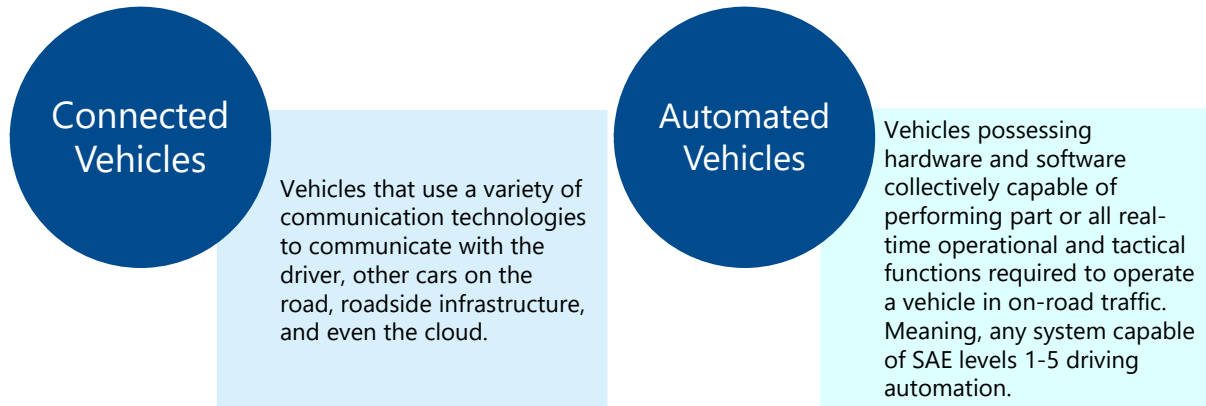 Connected
Vehicles
Vehicles that use a variety of
communication technologies
to communicate with the
driver, other cars on the
road, roadside infrastructure,
and even the cloud.
Automated
Vehicles
Vehicles possessing
hardware and software
collectively capable of
performing part or all real-
time operational and tactical
functions required to operate
a vehicle in on-road traffic.
Meaning, any system capable
of SAE levels 1-5 driving
automation.